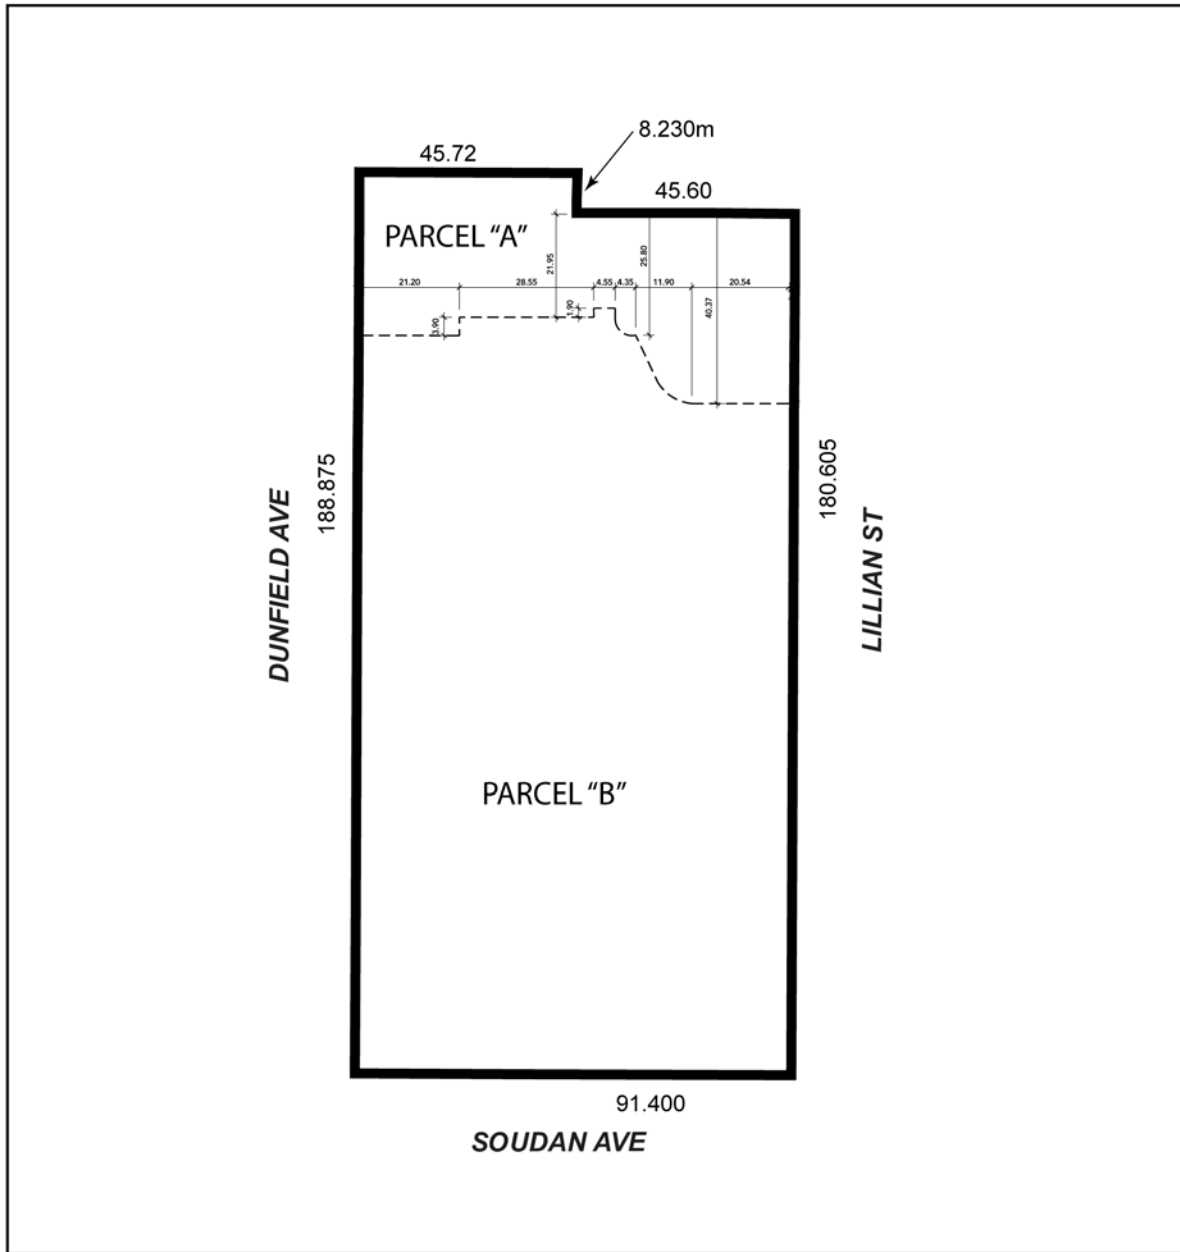 8.230m
45.72
45.60
PARCEL “A”
21.95
25.80
21.20
28.55
4.55
4.35
11.90
20.54
40.37
1.90
3.90
188.875
180.605
DUNFIELD AVE
LILLIAN ST
PARCEL “B”
91.400
SOUDAN AVE